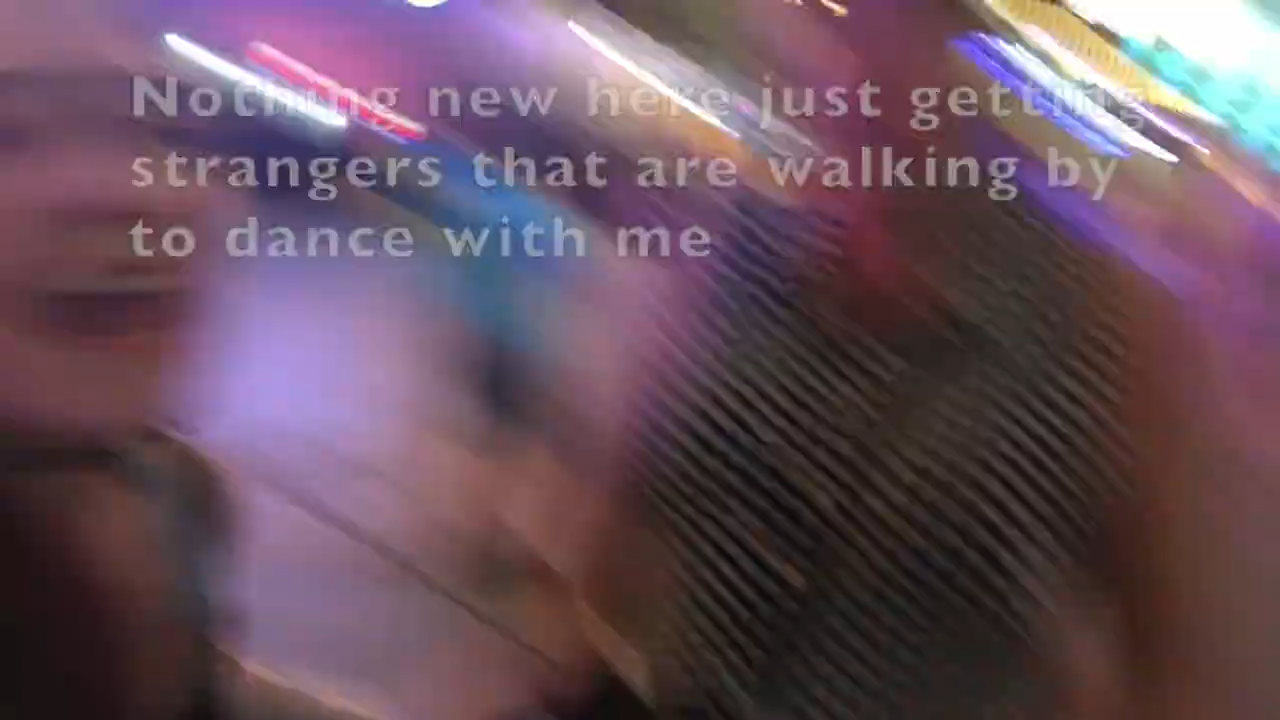 Nothing new here just getting
strangers that are walking by
to dance with me